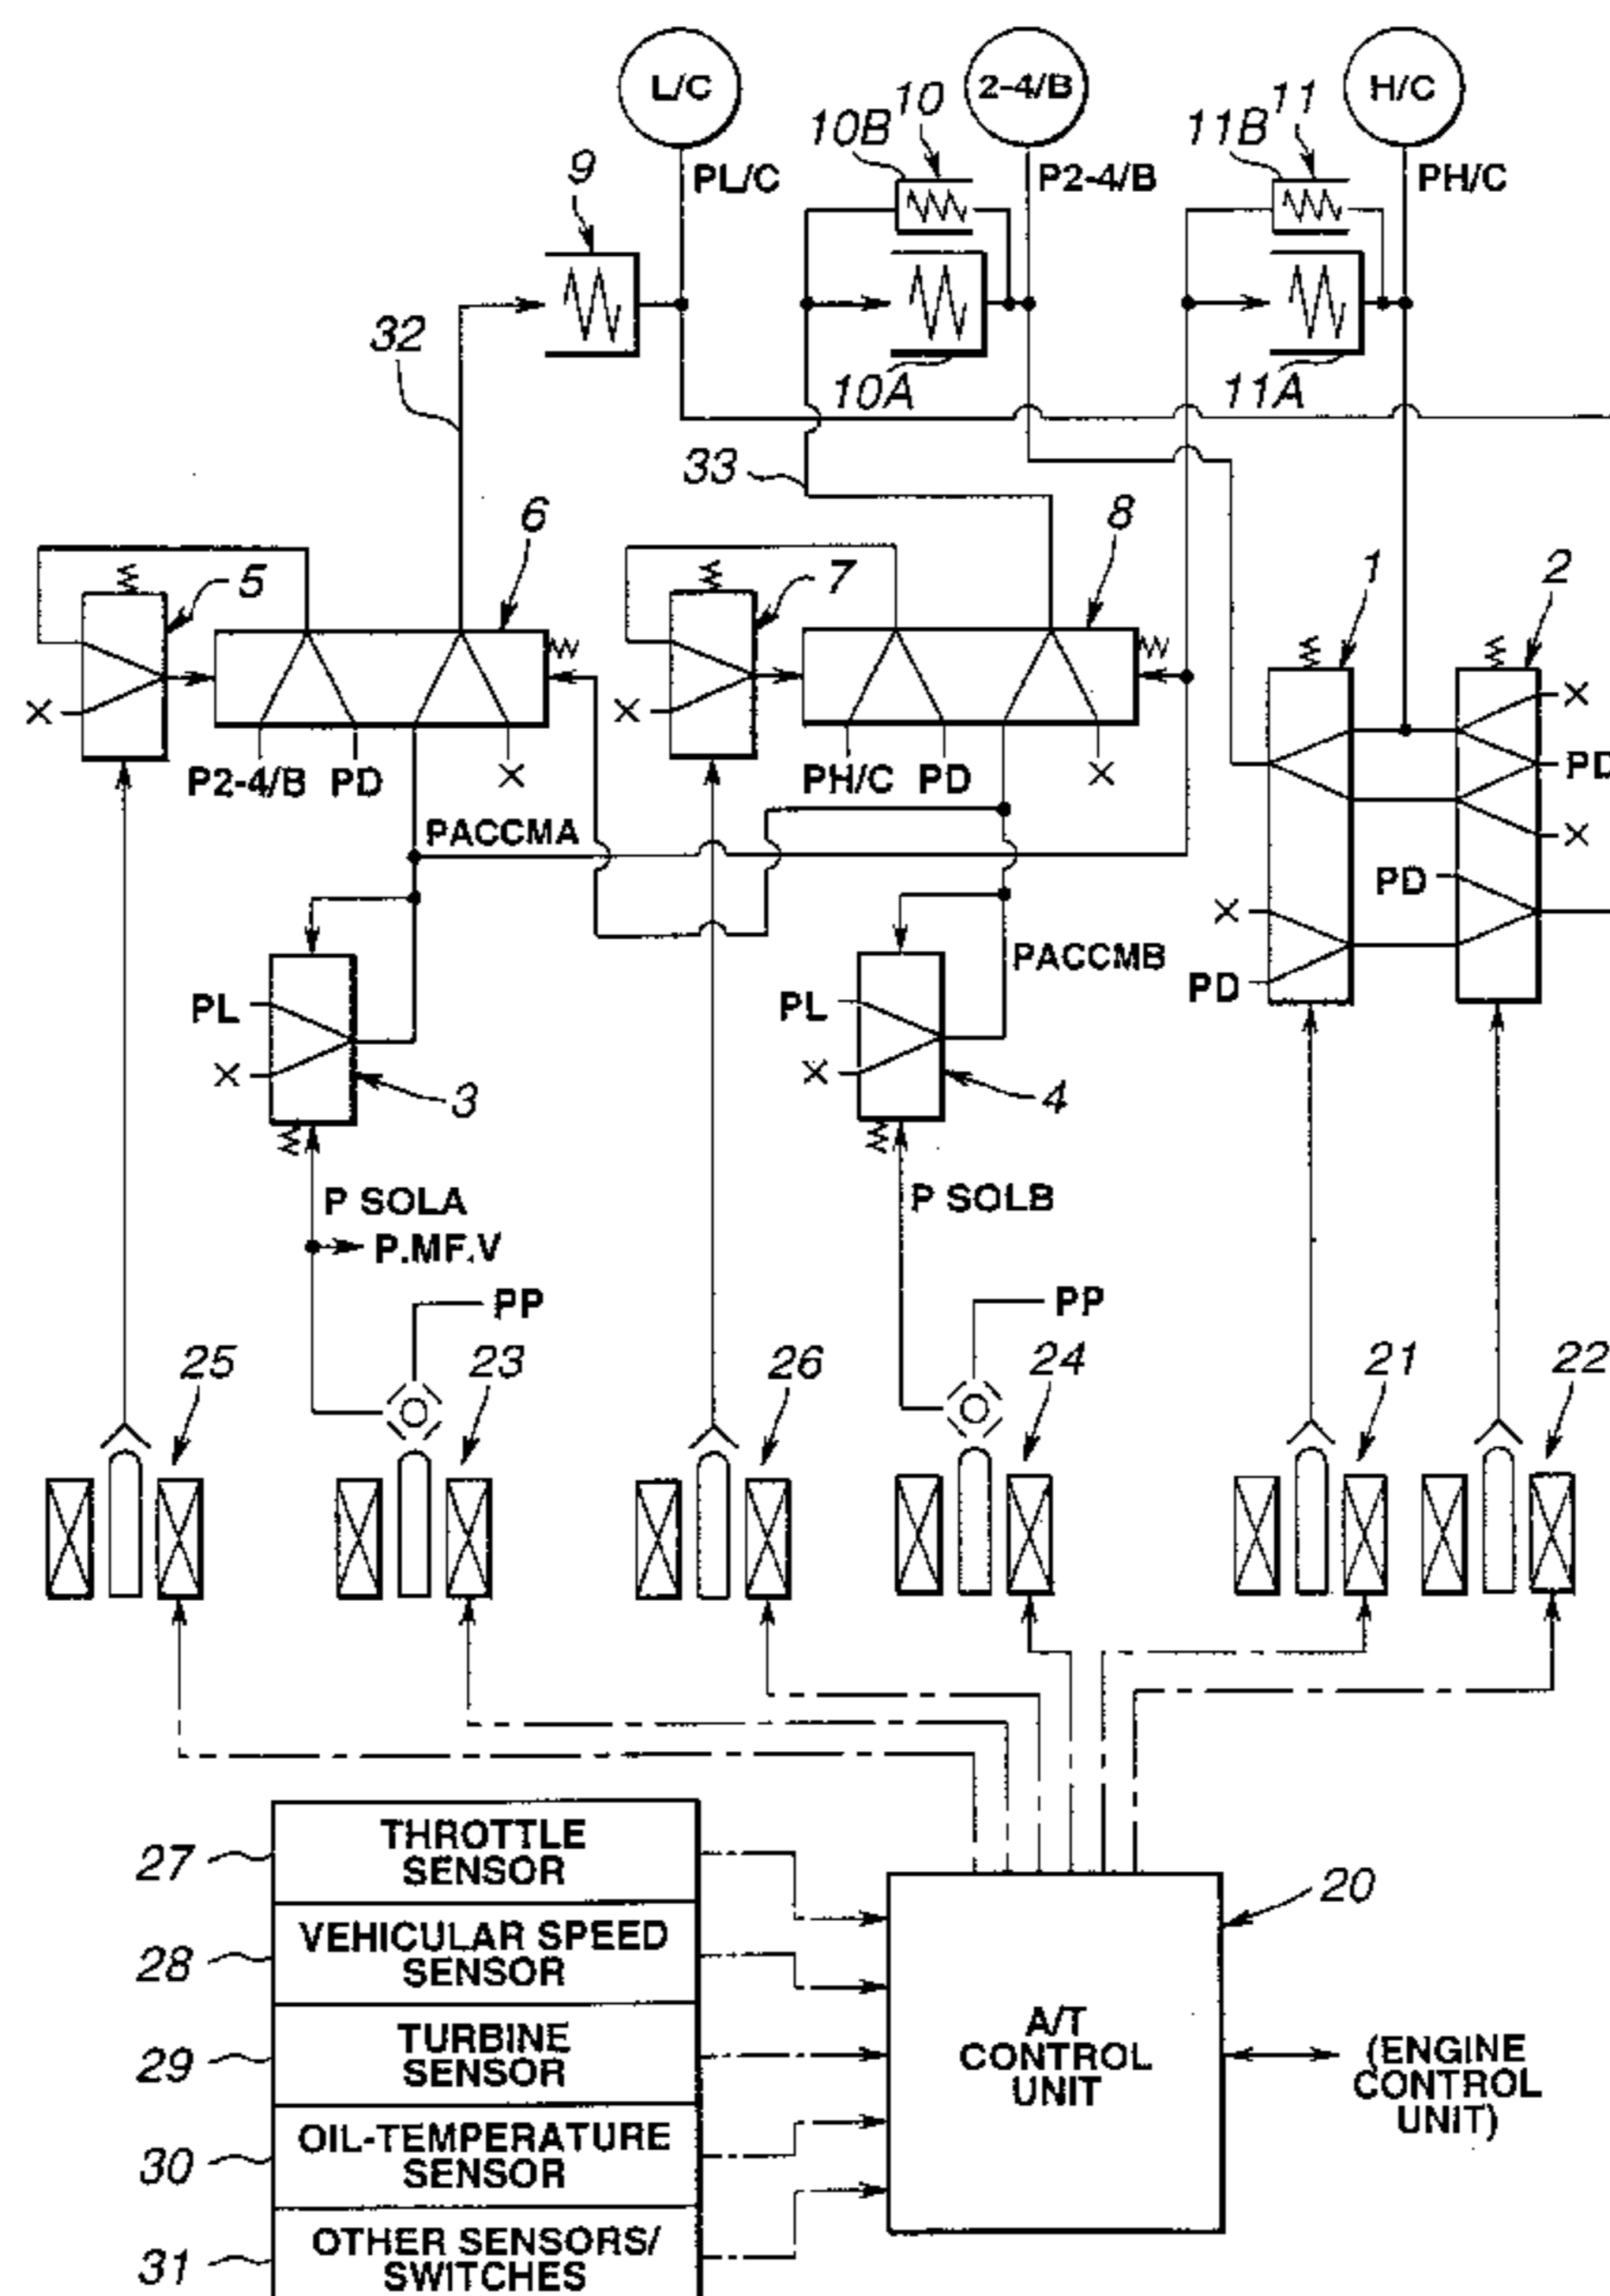 L/C
2-4/B
H/C
10B
10
11B
11
9
PL/C
P2-4/B
PH/C
32
10A
11A
33
6
8
5
7
1
2
X
X
X
P2-4/B
PD
X
PH/C
PD
X
PD
PACCMA
X
PD
X
PACCMB
PD
PL
PL
X
X
3
4
P SOLA
P SOLB
P.MF.V
PP
PP
25
23
26
24
21
22
27
THROTTLE
SENSOR
20
28
VEHICULAR SPEED
SENSOR
29
TURBINE
SENSOR
A/T
CONTROL
UNIT
(ENGINE
CONTROL
UNIT)
30
OIL-TEMPERATURE
SENSOR
31
OTHER SENSORS/
SWITCHES